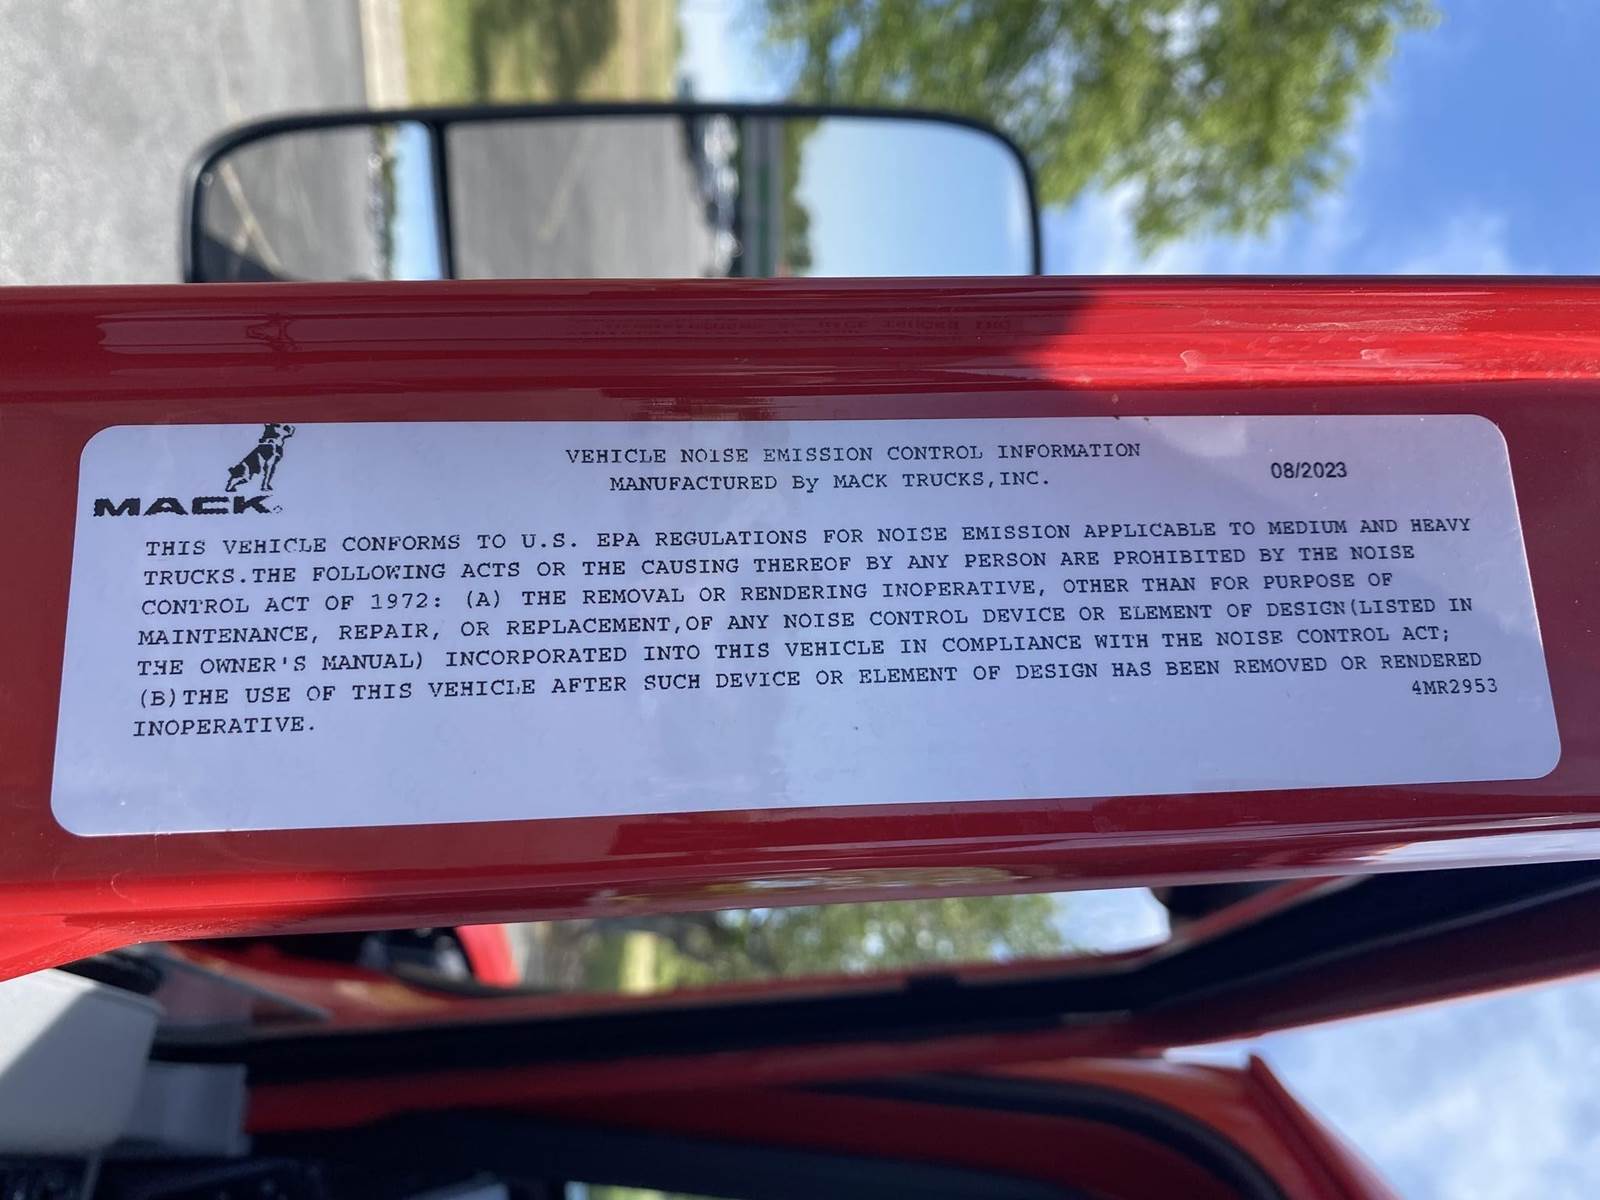 MACK
VEHICLE NOISE EMISSION CONTROL INFORMATION
MANUFACTURED By MACK TRUCKS,INC.
08/2023
THIS VEHICLE CONFORMS TO U.S. EPA REGULATIONS FOR NOISE EMISSION APPLICABLE TO MEDIUM AND HEAVY
TRUCKS.THE FOLLOWING ACTS OR THE CAUSING THEREOF BY ANY PERSON ARE PROHIBITED BY THE NOISE
CONTROL ACT OF 1972: (A) THE REMOVAL OR RENDERING INOPERATIVE, OTHER THAN FOR PURPOSE OF
MAINTENANCE, REPAIR, OR REPLACEMENT,OF ANY NOISE CONTROL DEVICE OR ELEMENT OF DESIGN(LISTED IN
THE OWNER'S MANUAL) INCORPORATED INTO THIS VEHICLE IN COMPLIANCE WITH THE NOISE CONTROL ACT;
(B)THE USE OF THIS VEHICLE AFTER SUCH DEVICE OR ELEMENT OF DESIGN HAS BEEN REMOVED OR RENDERED
INOPERATIVE.
4MR2953